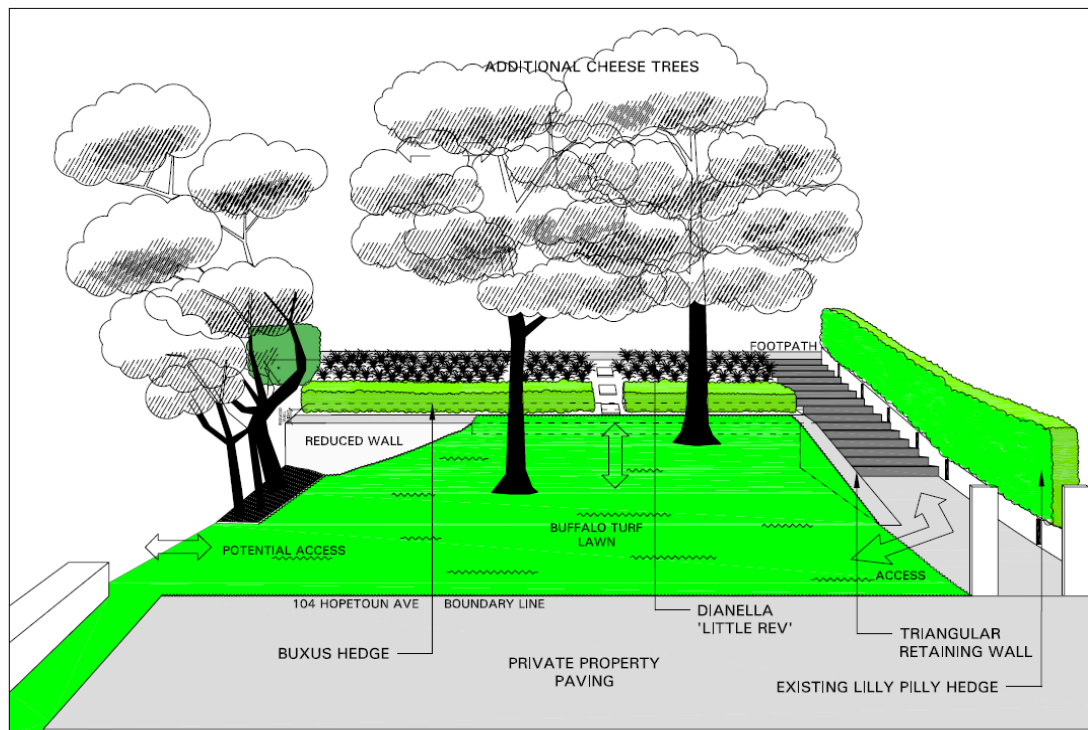 ADDITIONAL CHEESE TREES
FOOTPATH
REDUCED WALL
BUFFALO TURF
LAWN
POTENTIAL ACCESS
ACCESS
104 HOPETOUN AVE BOUNDARY LINE
DIANELLA
'LITTLE REV'
TRIANGULAR
RETAINING WALL
BUXUS HEDGE
PRIVATE PROPERTY
PAVING
EXISTING LILLY PILLY HEDGE